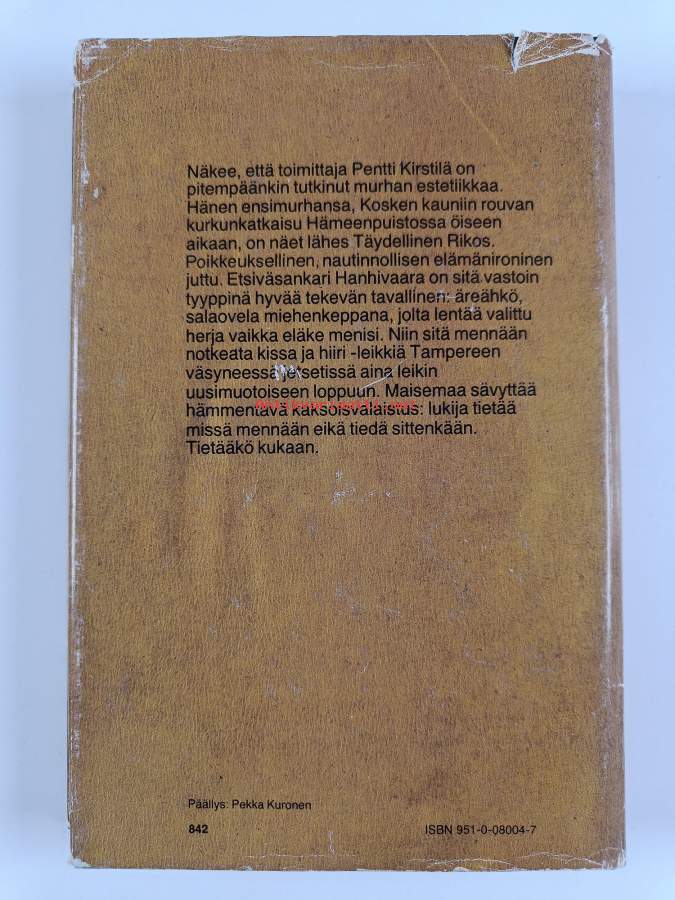 Näkee, että toimittaja Pentti Kirstilä on
pitempäänkin tutkinut murhan estetiikkaa.
Hänen ensimurhansa, Kosken kauniin rouvan
kurkunkatkaisu Hämeenpuistossa öiseen
aikaan, on näet lähes Täydellinen Rikos.
Poikkeuksellinen, nautinnollisen elämänironinen
juttu. Etsiväsankari Hanhivaara on sitä vastoin
tyyppinä hyvää tekevän tavallinen: äreähkö,
salaovela miehenkeppana, jolta lentää valittu
herja vaikka eläke menisi. Niin sitä mennään
notkeata kissa ja hiiri -leikkiä Tampereen
väsyneessä jetsetissä aina leikin
uusimuotoiseen loppuun. Maisemaa sävyttää
hämmentävä kaksoisvalaistus: lukija tietää
missä mennään eikä tiedä sittenkään.
Tietääkö kukaan.
Päällys: Pekka Kuronen
842 ISBN 951-0-08004-7